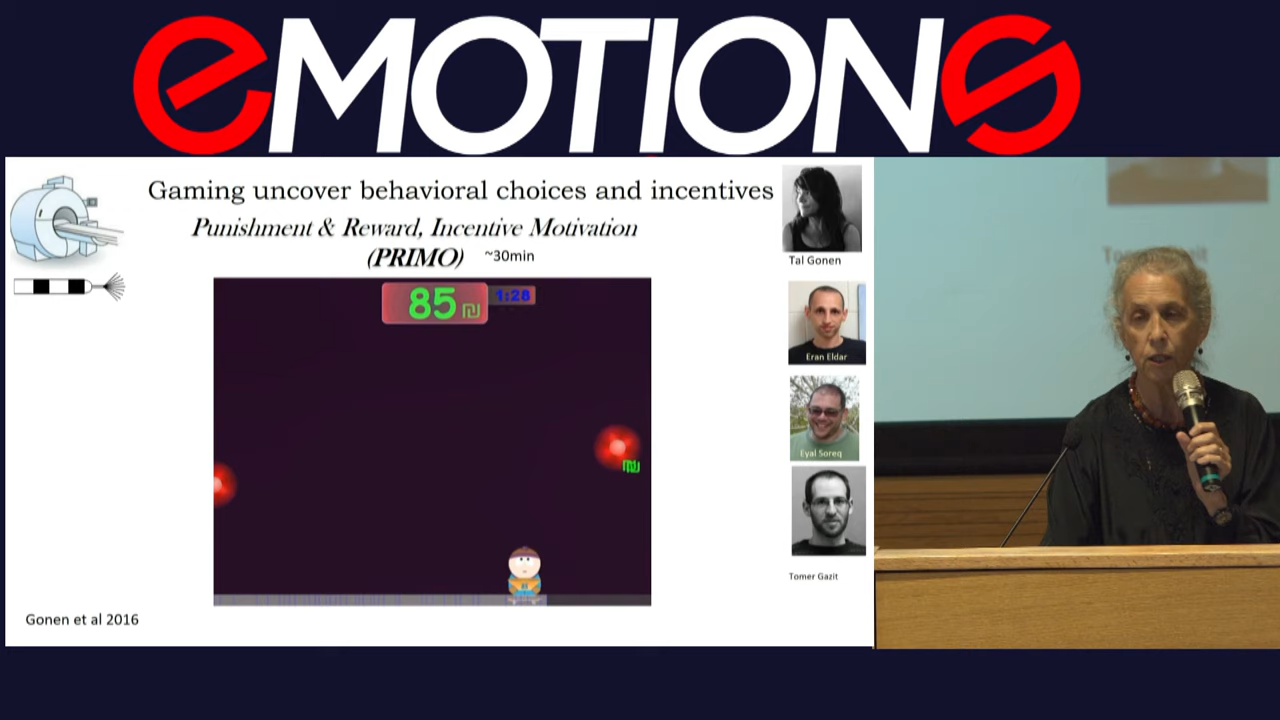 eMOTIONS
Gaming uncover behavioral choices and incentives
Punishment & Reward, Incentive Motivation
(PRIMO) ~30min
85₪ 1:28
₪
Tal Gonen
Eran Eldar
Eyal Soreq
Tomer Gazit
Gonen et al 2016